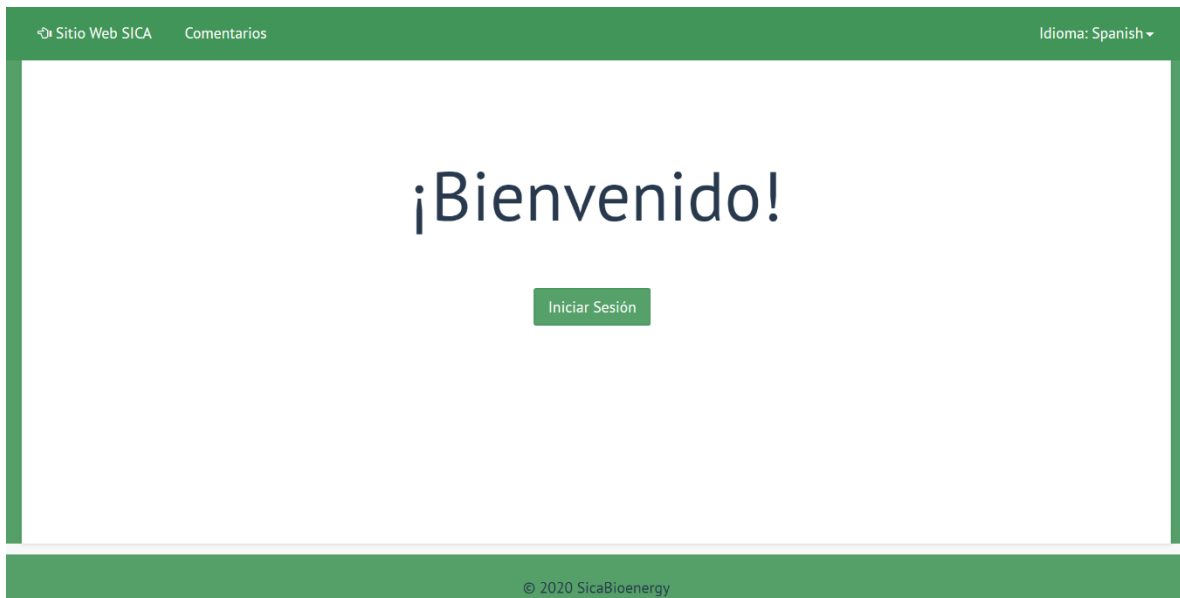 Sitio Web SICA Comentarios Idioma: Spanish
¡Bienvenido!
Iniciar Sesión
© 2020 SicaBioenergy